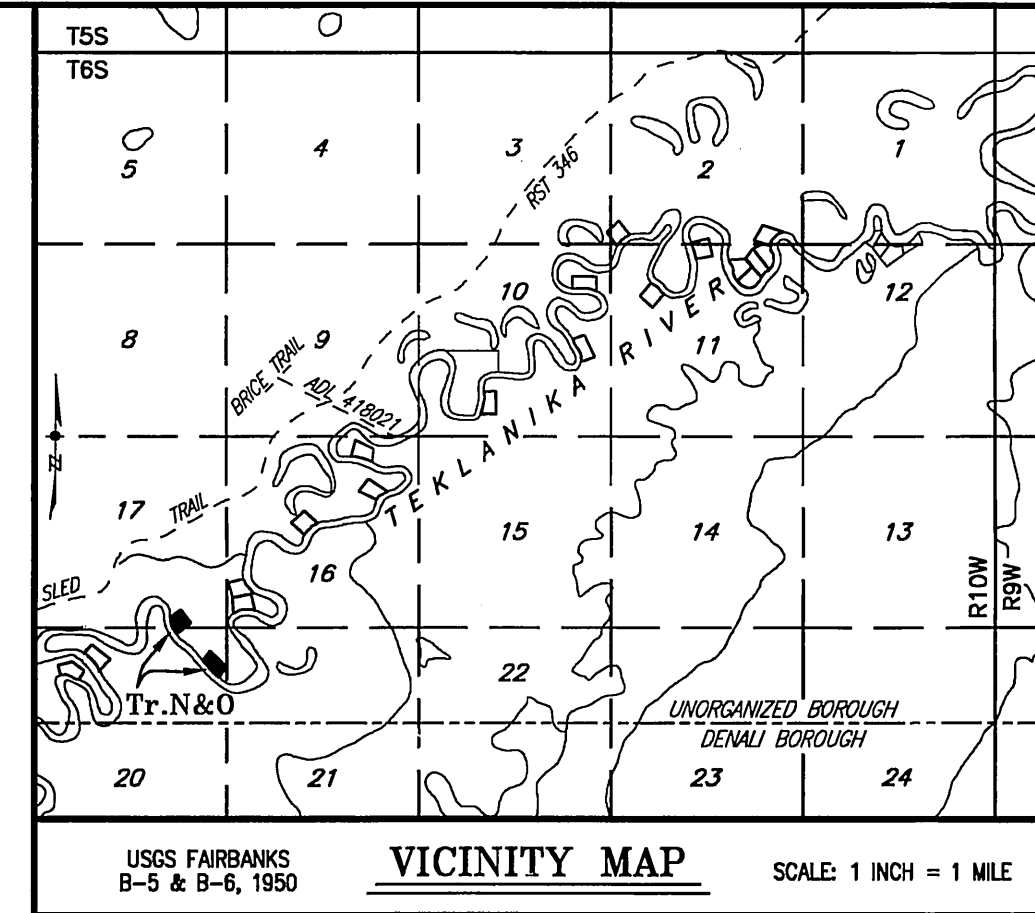 T5S
T6S
5
4
3
2
1
RST 346
8
9
10
11
12
BRICE TRAIL
ADL 418021
TEKLANIKA RIVER
N
17
TRAIL
16
15
14
13
SLED
R10W
R9W
Tr.N&O
22
UNORGANIZED BOROUGH
DENALI BOROUGH
20
21
23
24
USGS FAIRBANKS
B-5 & B-6, 1950
VICINITY MAP
SCALE: 1 INCH = 1 MILE